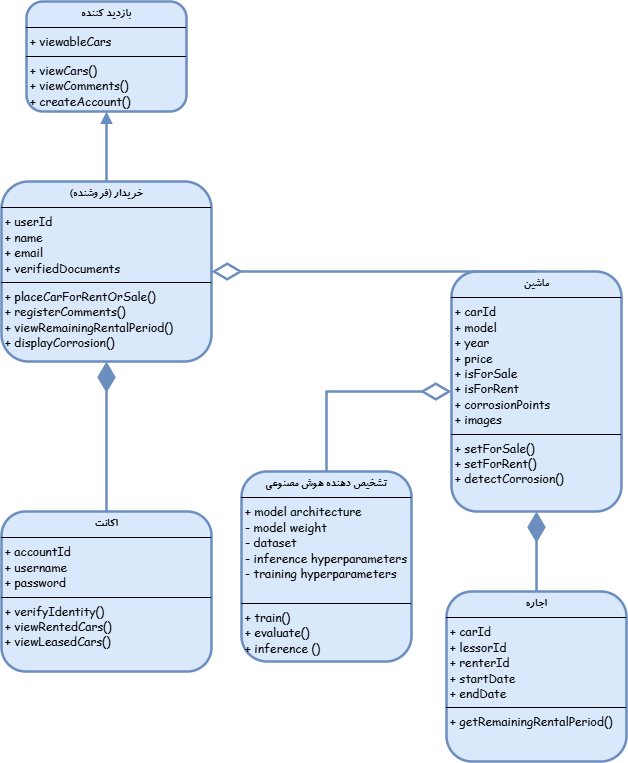 بازدید کننده
+ viewableCars
+ viewCars()
+ viewComments()
+ createAccount()
خریدار (فروشنده)
+ userId
+ name
+ email
+ verifiedDocuments
+ placeCarForRentOrSale()
+ registerComments()
+ viewRemainingRentalPeriod()
+ displayCorrosion()
ماشین
+ carId
+ model
+ year
+ price
+ isForSale
+ isForRent
+ corrosionPoints
+ images
+ setForSale()
+ setForRent()
+ detectCorrosion()
تشخیص دهنده هوش مصنوعی
+ model architecture
- model weight
- dataset
- inference hyperparameters
- training hyperparameters
+ train()
+ evaluate()
+ inference ()
اکانت
+ accountId
+ username
+ password
+ verifyIdentity()
+ viewRentedCars()
+ viewLeasedCars()
اجاره
+ carId
+ lessorId
+ renterId
+ startDate
+ endDate
+ getRemainingRentalPeriod()